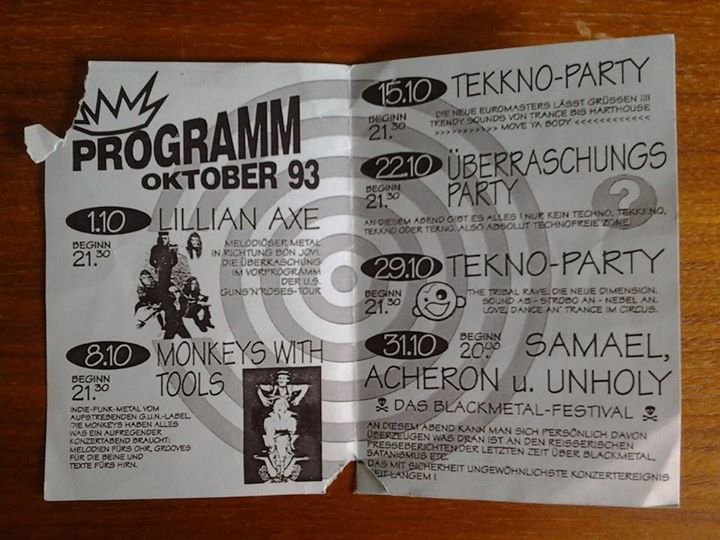 PROGRAMM
OKTOBER 93
1.10 LILLIAN AXE
BEGINN
21.30
MELODIÖSER METAL
IN RICHTUNG BON JOVI.
DIE ÜBERRASCHUNG
IM VORPROGRAMM
DER U.S.
GUNS'N'ROSES-TOUR
8.10 MONKEYS WITH
TOOLS
BEGINN
21.30
INDIE-FUNK-METAL VOM
AUFSTREBENDEN G.U.N.-LABEL.
DIE MONKEYS HABEN ALLES
WAS EIN AUFREGENDER
KONZERTABEND BRAUCHT:
MELODIEN FÜRS OHR, GROOVES
FÜR DIE BEINE UND
TEXTE FÜRS HIRN.
15.10 TEKKNO-PARTY
BEGINN
21.30
DIE NEUE EUROMASTERS LÄSST GRÜSSEN !!!!
TRENDY SOUNDS VON TRANCE BIS HARTHOUSE
>>>>>>>>>>> MOVE YA BODY <<<<<<<<<<<<
22.10 ÜBERRASCHUNGS
PARTY
BEGINN
21.30
?
AN DIESEM ABEND GIBT ES ALLES ! NUR KEIN TECHNO, TEKKKNO,
TEKKNO ODER TEKNO. ALSO ABSOLUT TECHNOFREIE ZONE.
29.10 TEKNO-PARTY
BEGINN
21.30
THE TRIBAL RAVE, DIE NEUE DIMENSION.
SOUND AB - STROBO AN - NEBEL AN.
LOVE, DANCE AN' TRANCE IM CIRCUS.
31.10 BEGINN
20.00
SAMAEL,
ACHERON u. UNHOLY
DAS BLACKMETAL-FESTIVAL
AN DIESEM ABEND KANN MAN SICH PERSÖNLICH DAVON
ÜBERZEUGEN WAS DRAN IST AN DEN REISSERISCHEN
PRESSEBERICHTEN DER LETZTEN ZEIT ÜBER BLACKMETAL,
SATANISMUS ETC.
DAS MIT SICHERHEIT UNGEWÖHNLICHSTE KONZERTEREIGNIS
SEIT LANGEM !